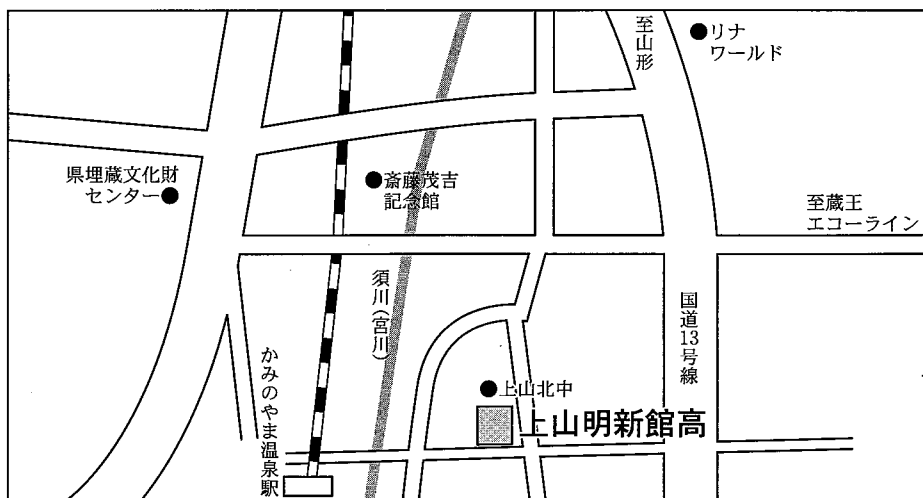 至山形
リナ
ワールド
県埋蔵文化財
センター
斎藤茂吉
記念館
至蔵王
エコーライン
須川(宮川)
国道13号線
かみのやま温泉駅
上山北中
上山明新館高